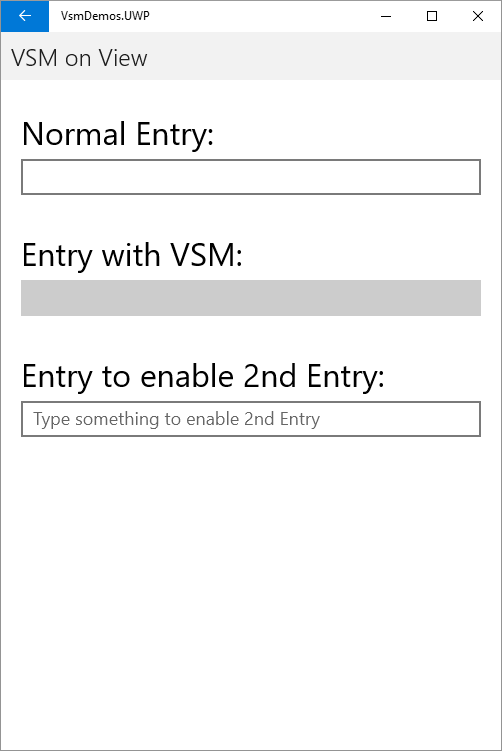 VsmDemos.UWP
VSM on View
Normal Entry:
Entry with VSM:
Entry to enable 2nd Entry:
Type something to enable 2nd Entry